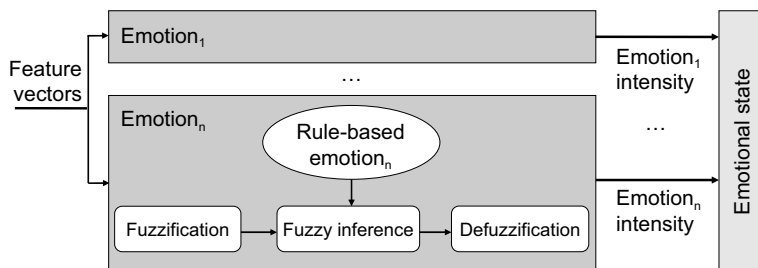 Feature
vectors
Emotion₁
...
Emotionₙ
Rule-based
emotionₙ
Fuzzification
Fuzzy inference
Defuzzification
Emotion₁
intensity
...
Emotionₙ
intensity
Emotional state